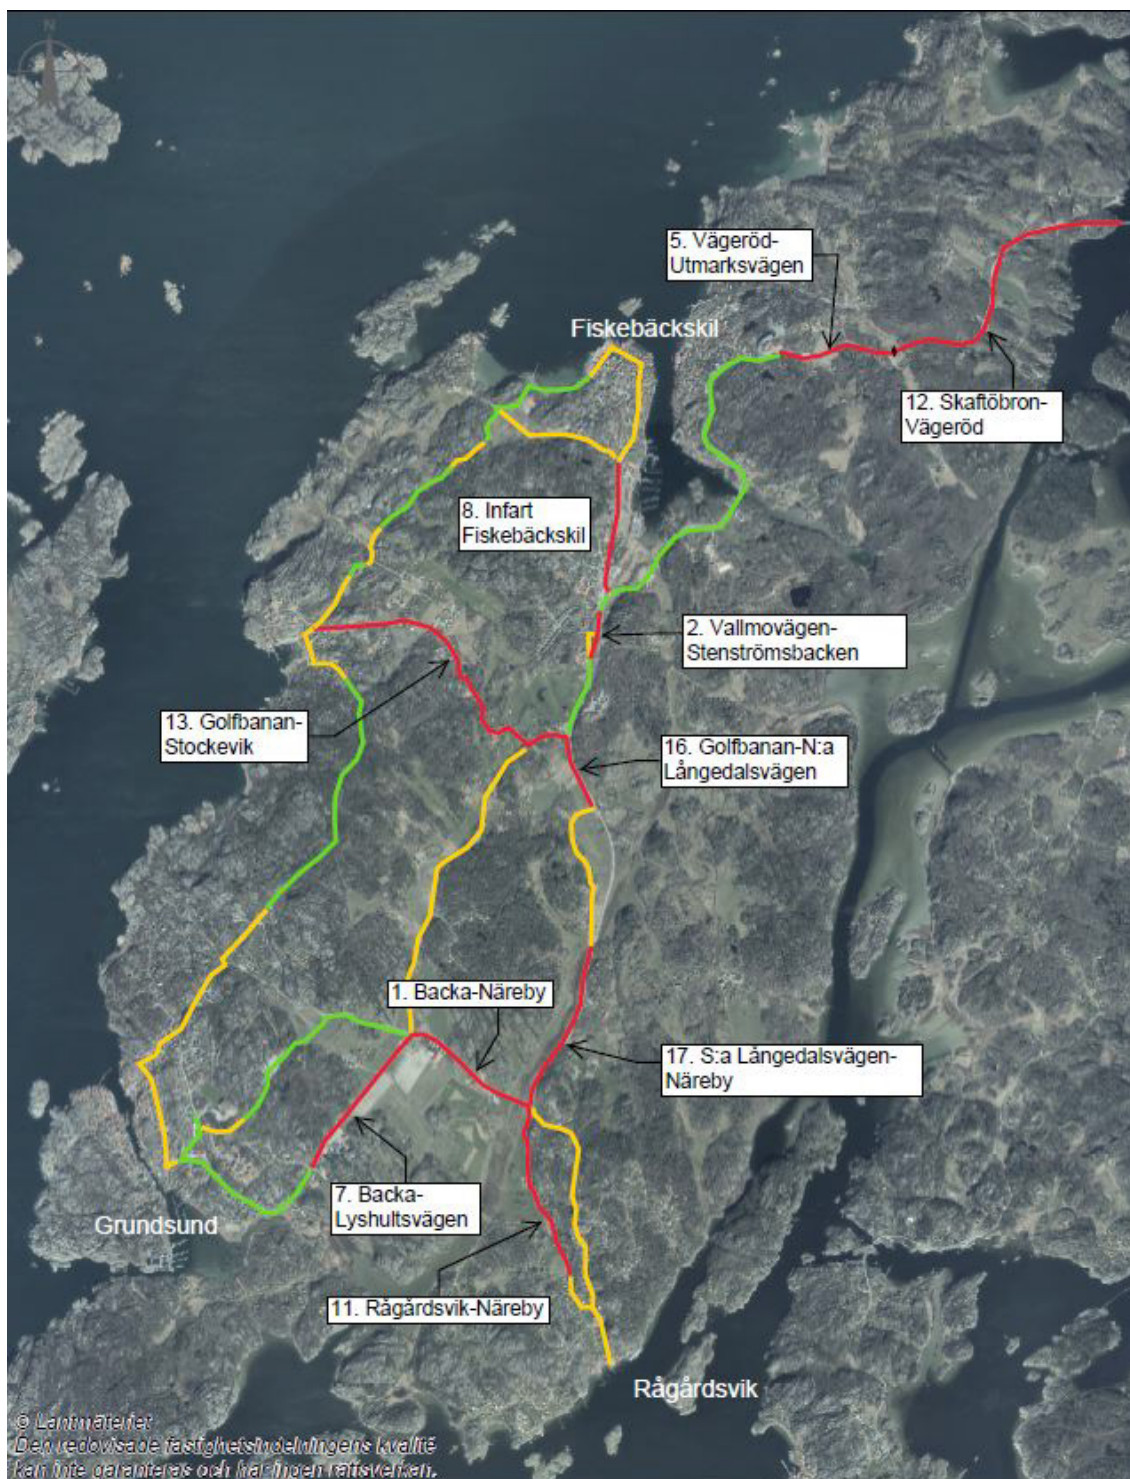 N
5. Vägeröd-
Utmarksvägen
Fiskebäckskil
12. Skaftöbron-
Vägeröd
8. Infart
Fiskebäckskil
2. Vallmovägen-
Stenströmsbacken
13. Golfbanan-
Stockevik
16. Golfbanan-N:a
Långedalsvägen
1. Backa-Näreby
17. S:a Långedalsvägen-
Näreby
7. Backa-
Lyshultsvägen
Grundsund
11. Rågårdsvik-Näreby
Rågårdsvik
© Lantmäteriet
Den redovisade fastighetsindelningens kvalité
kan inte garanteras och har ingen rättsverkan.